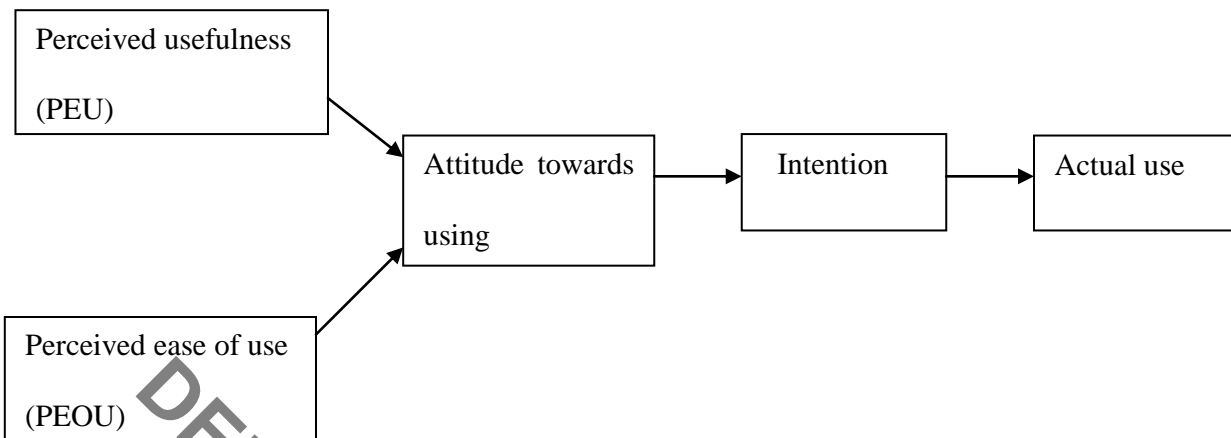 Perceived usefulness
(PEU)
Attitude towards
using
Intention
Actual use
Perceived ease of use
(PEOU)